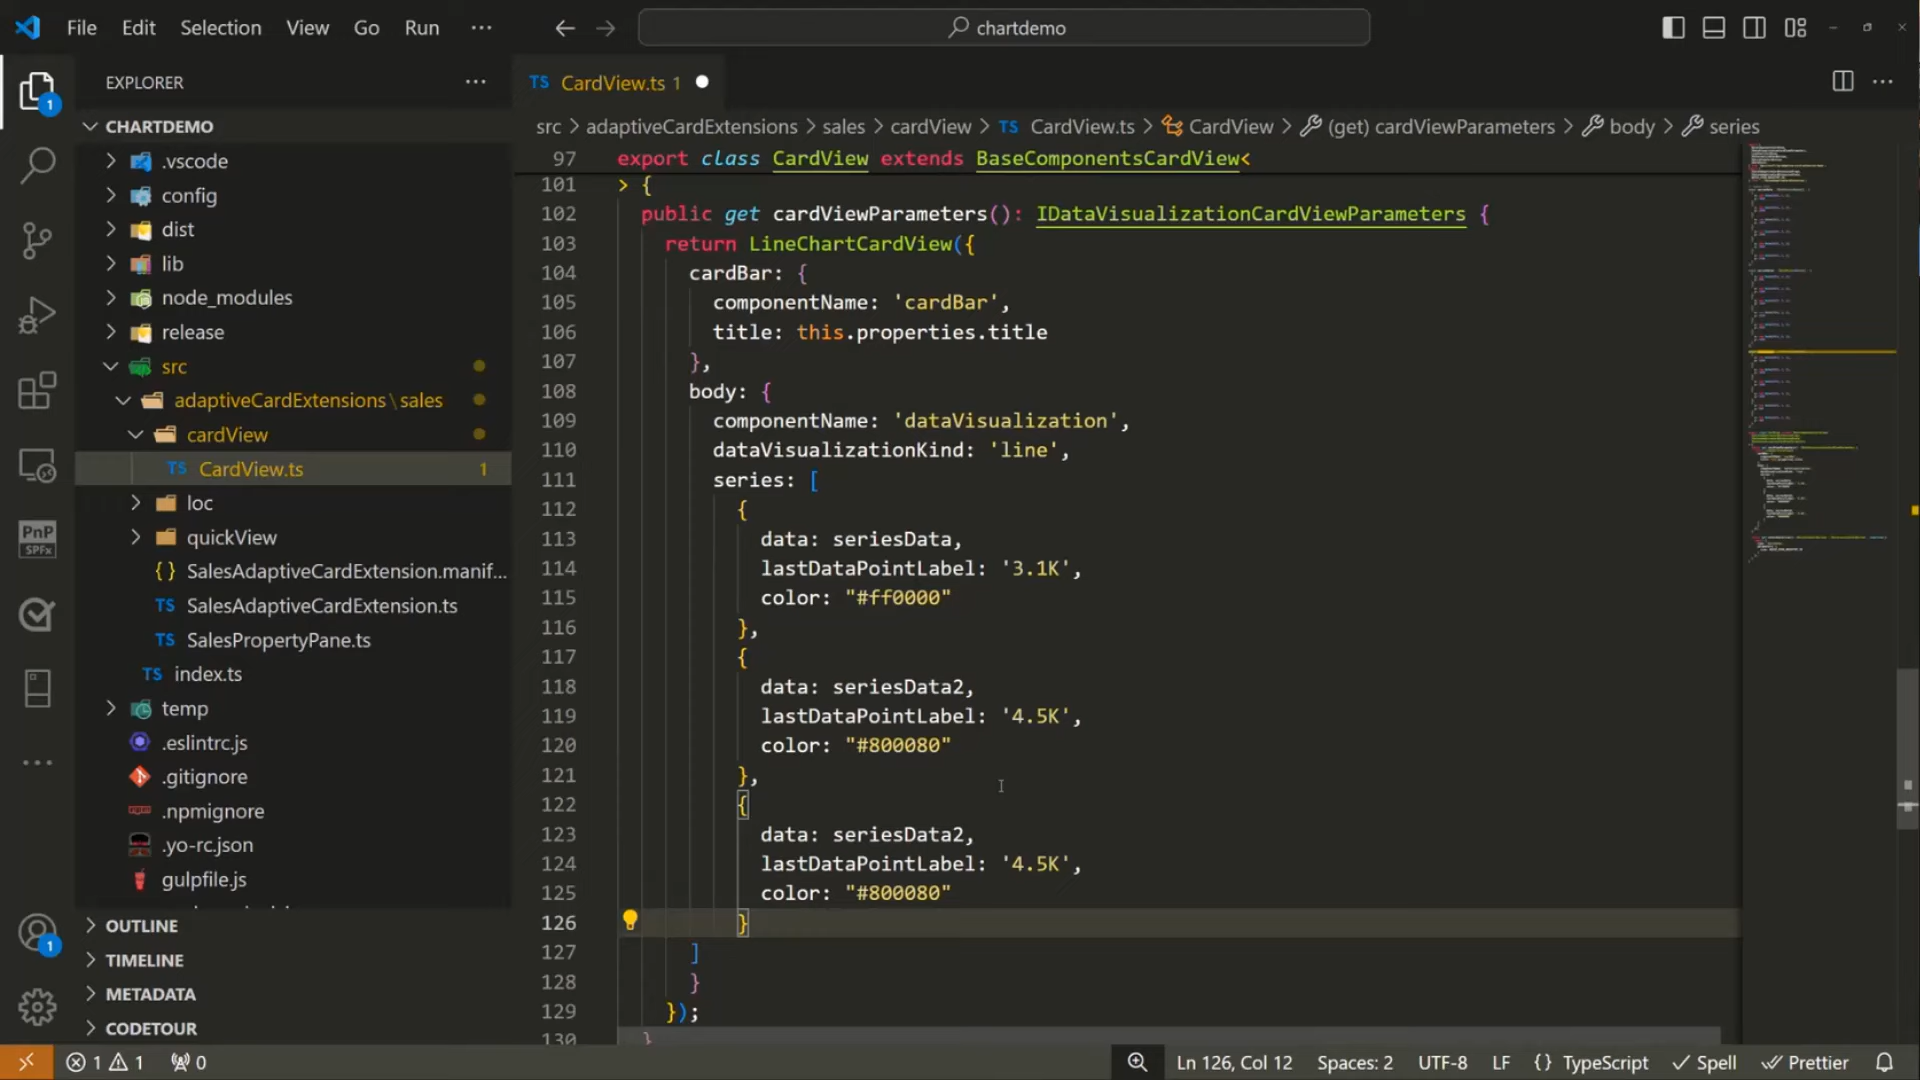 File Edit Selection View Go Run ···
chartdemo
EXPLORER ···
CHARTDEMO
.vscode
config
dist
lib
node_modules
release
src
adaptiveCardExtensions\sales
cardView
TS CardView.ts 1
loc
quickView
{} SalesAdaptiveCardExtension.manif...
TS SalesAdaptiveCardExtension.ts
TS SalesPropertyPane.ts
TS index.ts
temp
.eslintrc.js
.gitignore
.npmignore
.yo-rc.json
gulpfile.js
OUTLINE
TIMELINE
METADATA
CODETOUR
1
PnP
SPFx
1
TS CardView.ts 1
src > adaptiveCardExtensions > sales > cardView > TS CardView.ts > CardView > (get) cardViewParameters > body > series
97 export class CardView extends BaseComponentsCardView<
101 > {
102 public get cardViewParameters(): IDataVisualizationCardViewParameters {
103 return LineChartCardView({
104 cardBar: {
105 componentName: 'cardBar',
106 title: this.properties.title
107 },
108 body: {
109 componentName: 'dataVisualization',
110 dataVisualizationKind: 'line',
111 series: [
112 {
113 data: seriesData,
114 lastDataPointLabel: '3.1K',
115 color: "#ff0000"
116 },
117 {
118 data: seriesData2,
119 lastDataPointLabel: '4.5K',
120 color: "#800080"
121 },
122 {
123 data: seriesData2,
124 lastDataPointLabel: '4.5K',
125 color: "#800080"
126 }
127 ]
128 }
129 });
130 }
1 1 0
Ln 126, Col 12 Spaces: 2 UTF-8 LF {} TypeScript Spell Prettier